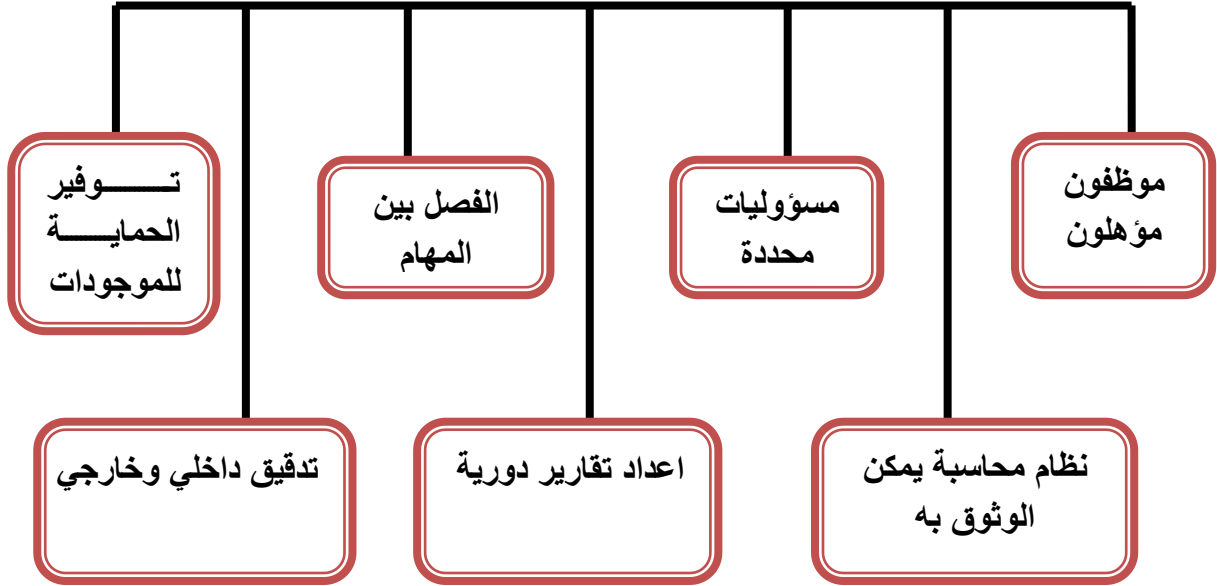 موظفون
مؤهلون
مسؤوليات
محددة
الفصل بين
المهام
تـــــوفير
الحمايـــــة
للموجودات
نظام محاسبة يمكن
الوثوق به
اعداد تقارير دورية
تدقيق داخلي وخارجي